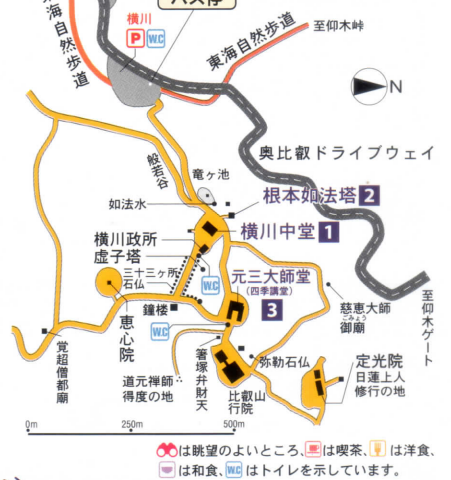 バス停
横川
P WC
東海自然歩道
東海自然歩道
至仰木峠
N
奥比叡ドライブウェイ
般若谷
竜ヶ池
如法水
根本如法塔 2
横川中堂 1
横川政所
虚子塔
三十三ヶ所
石仏
WC
元三大師堂
(四季講堂)
3
鐘楼
WC
恵心院
覚超僧都廟
慈恵大師
ごみょう
御廟
至仰木ゲート
道元禅師
得度の地
箸塚弁財天
弥勒石仏
比叡山
行院
定光院
日蓮上人
修行の地
0m 250m 500m
は眺望のよいところ、は喫茶、は洋食、
は和食、WCはトイレを示しています。